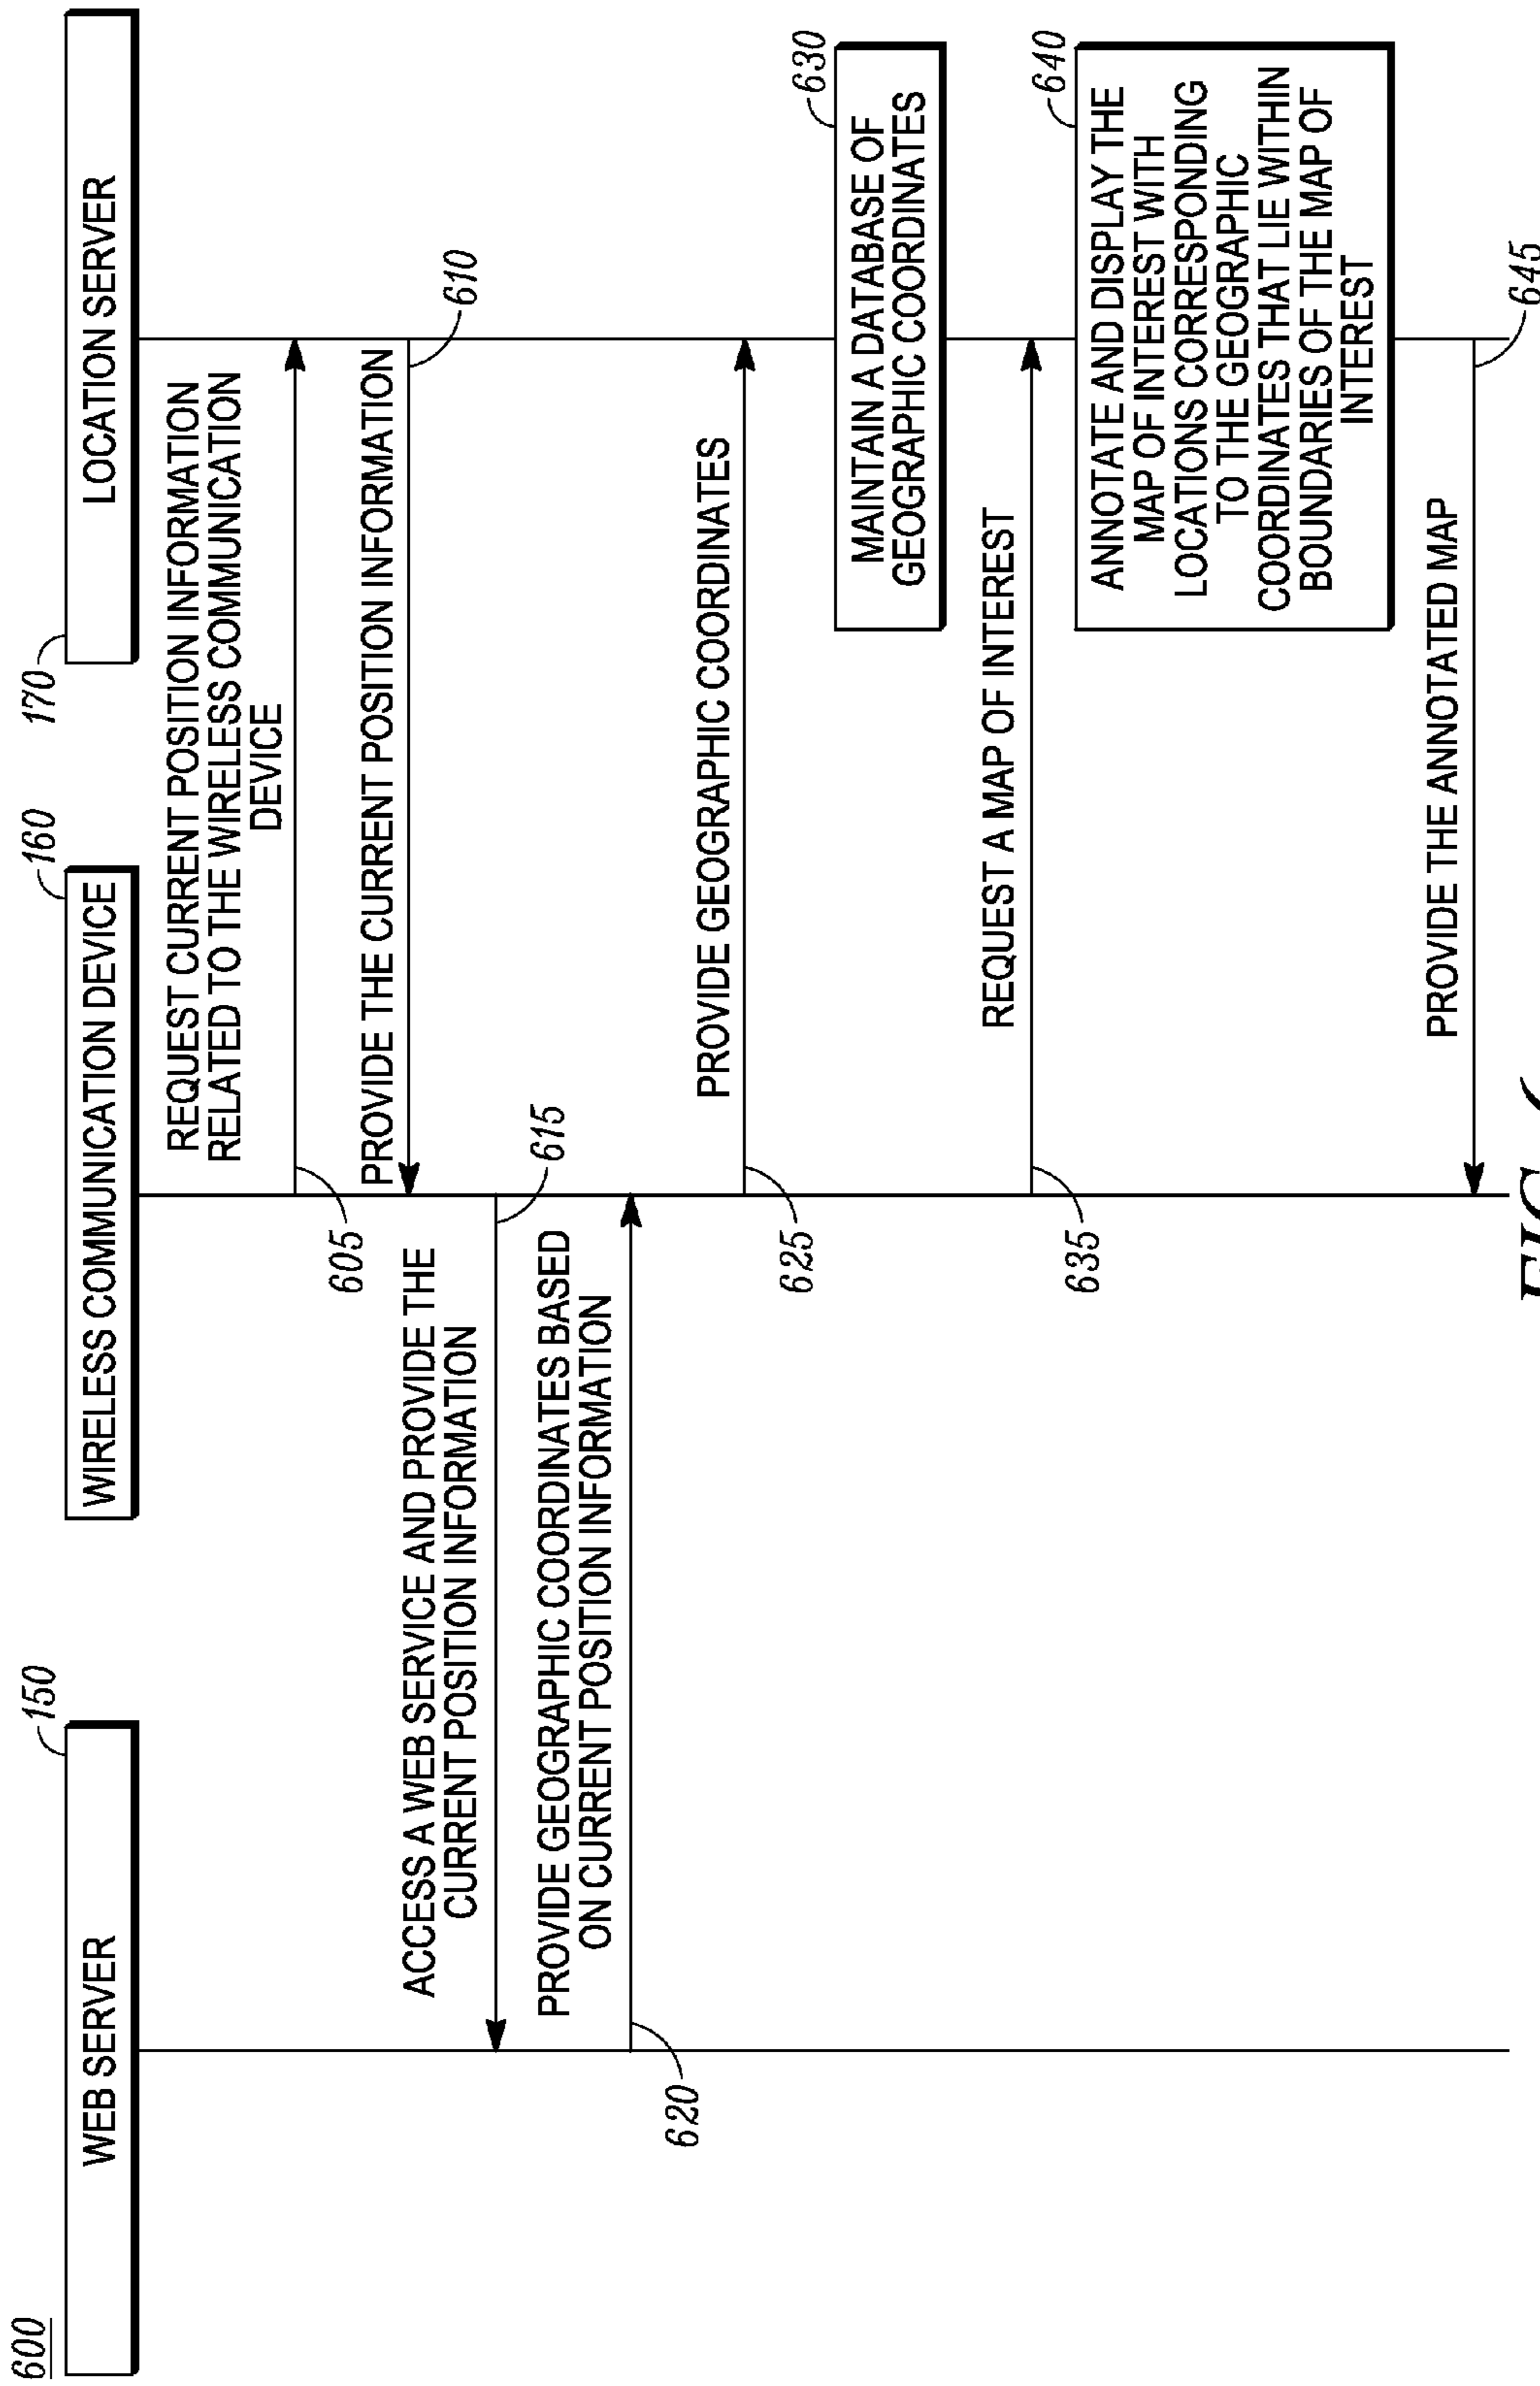 600
150
WEB SERVER
160
WIRELESS COMMUNICATION DEVICE
170
LOCATION SERVER
REQUEST CURRENT POSITION INFORMATION
RELATED TO THE WIRELESS COMMUNICATION
DEVICE
605
PROVIDE THE CURRENT POSITION INFORMATION
610
ACCESS A WEB SERVICE AND PROVIDE THE
CURRENT POSITION INFORMATION
615
PROVIDE GEOGRAPHIC COORDINATES BASED
ON CURRENT POSITION INFORMATION
620
PROVIDE GEOGRAPHIC COORDINATES
625
630
MAINTAIN A DATABASE OF
GEOGRAPHIC COORDINATES
REQUEST A MAP OF INTEREST
635
640
ANNOTATE AND DISPLAY THE
MAP OF INTEREST WITH
LOCATIONS CORRESPONDING
TO THE GEOGRAPHIC
COORDINATES THAT LIE WITHIN
BOUNDARIES OF THE MAP OF
INTEREST
PROVIDE THE ANNOTATED MAP
645
FIG.